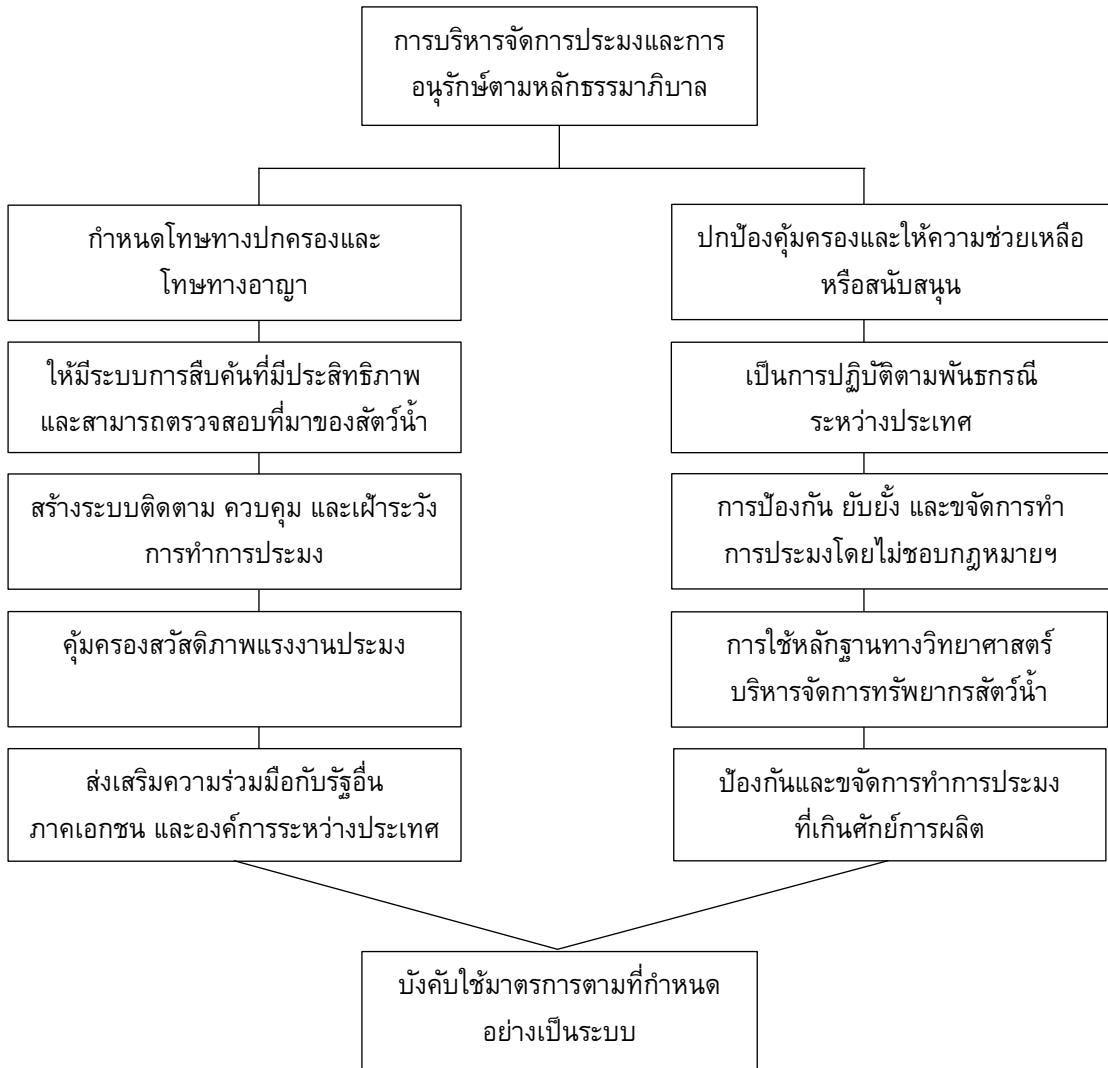 การบริหารจัดการประมงและการ
อนุรักษ์ตามหลักธรรมาภิบาล
กำหนดโทษทางปกครองและ
โทษทางอาญา
ให้มีระบบการสืบค้นที่มีประสิทธิภาพ
และสามารถตรวจสอบที่มาของสัตว์น้ำ
สร้างระบบติดตาม ควบคุม และเฝ้าระวัง
การทำการประมง
คุ้มครองสวัสดิภาพแรงงานประมง
ส่งเสริมความร่วมมือกับรัฐอื่น
ภาคเอกชน และองค์การระหว่างประเทศ
ปกป้องคุ้มครองและให้ความช่วยเหลือ
หรือสนับสนุน
เป็นการปฏิบัติตามพันธกรณี
ระหว่างประเทศ
การป้องกัน ยับยั้ง และขจัดการทำ
การประมงโดยไม่ชอบกฎหมายฯ
การใช้หลักฐานทางวิทยาศาสตร์
บริหารจัดการทรัพยากรสัตว์น้ำ
ป้องกันและขจัดการทำการประมง
ที่เกินศักย์การผลิต
บังคับใช้มาตรการตามที่กำหนด
อย่างเป็นระบบ